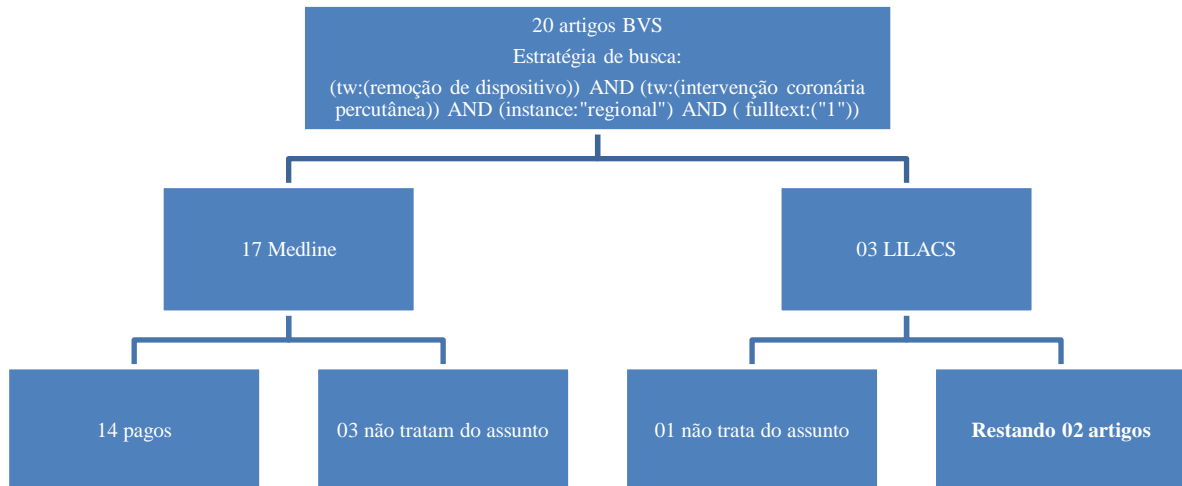 20 artigos BVS
Estratégia de busca:
(tw:(remoção de dispositivo)) AND (tw:(intervenção coronária
percutânea)) AND (instance:"regional") AND ( fulltext:("1"))
17 Medline
03 LILACS
14 pagos
03 não tratam do assunto
01 não trata do assunto
Restando 02 artigos